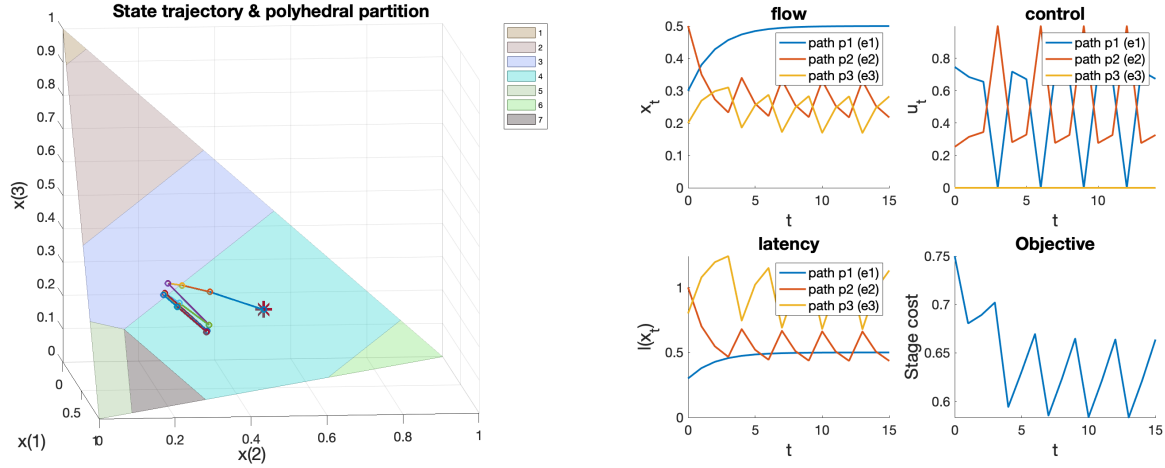 State trajectory & polyhedral partition
1
0.9
0.8
0.7
0.6
0.5
0.4
0.3
0.2
0.1
0
x(3)
0
0.5
1
x(1)
0
0.2
0.4
0.6
0.8
1
x(2)
1
2
3
4
5
6
7
flow
0.5
0.4
0.3
0.2
0.1
0
x_t
0
5
10
15
t
path p1 (e1)
path p2 (e2)
path p3 (e3)
control
0.8
0.6
0.4
0.2
0
u_t
0
5
10
t
path p1 (e1)
path p2 (e2)
path p3 (e3)
latency
1
0.5
0
l(x_t)
0
5
10
15
t
path p1 (e1)
path p2 (e2)
path p3 (e3)
Objective
0.75
0.7
0.65
0.6
Stage cost
0
5
10
15
t